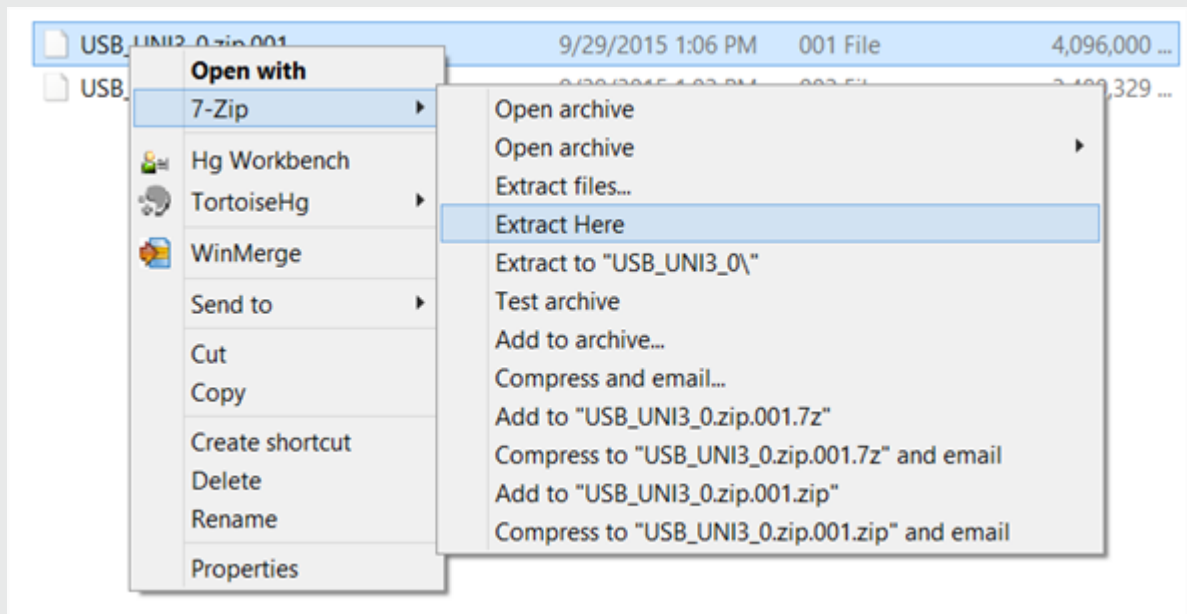 USB_UNI3_0.zip.001 9/29/2015 1:06 PM 001 File 4,096,000 ...
USB_ ,329 ...
Open with
7-Zip
Hg Workbench
TortoiseHg
WinMerge
Send to
Cut
Copy
Create shortcut
Delete
Rename
Properties
Open archive
Open archive
Extract files...
Extract Here
Extract to "USB_UNI3_0\"
Test archive
Add to archive...
Compress and email...
Add to "USB_UNI3_0.zip.001.7z"
Compress to "USB_UNI3_0.zip.001.7z" and email
Add to "USB_UNI3_0.zip.001.zip"
Compress to "USB_UNI3_0.zip.001.zip" and email